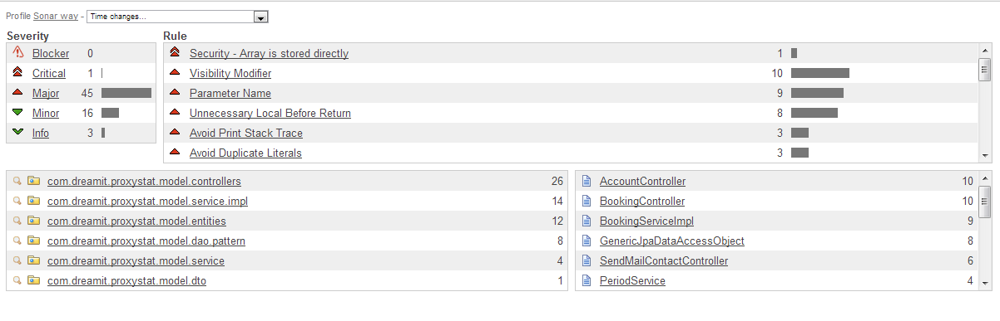 Profile Sonar way - Time changes...
Severity
Blocker 0
Critical 1
Major 45
Minor 16
Info 3
Rule
Security - Array is stored directly 1
Visibility Modifier 10
Parameter Name 9
Unnecessary Local Before Return 8
Avoid Print Stack Trace 3
Avoid Duplicate Literals 3
com.dreamit.proxystat.model.controllers 26
com.dreamit.proxystat.model.service.impl 14
com.dreamit.proxystat.model.entities 12
com.dreamit.proxystat.model.dao.pattern 8
com.dreamit.proxystat.model.service 4
com.dreamit.proxystat.model.dto 1
AccountController 10
BookingController 10
BookingServiceImpl 9
GenericJpaDataAccessObject 8
SendMailContactController 6
PeriodService 4